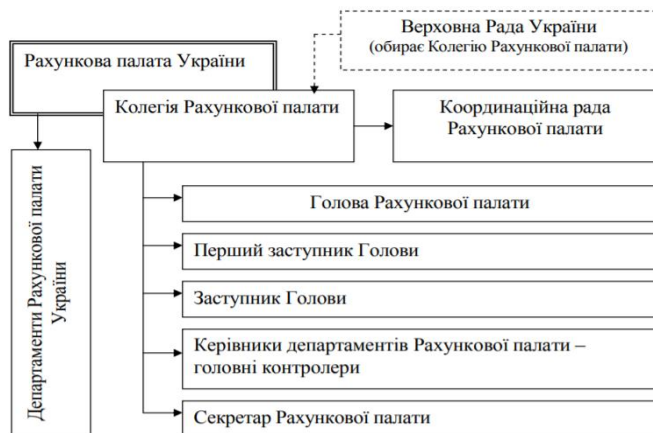 Верховна Рада України
(обирає Колегію Рахункової палати)
Рахункова палата України
Колегія Рахункової палати
Координаційна рада
Рахункової палати
Департаменти Рахункової палати
України
Голова Рахункової палати
Перший заступник Голови
Заступник Голови
Керівники департаментів Рахункової палати –
головні контролери
Секретар Рахункової палати